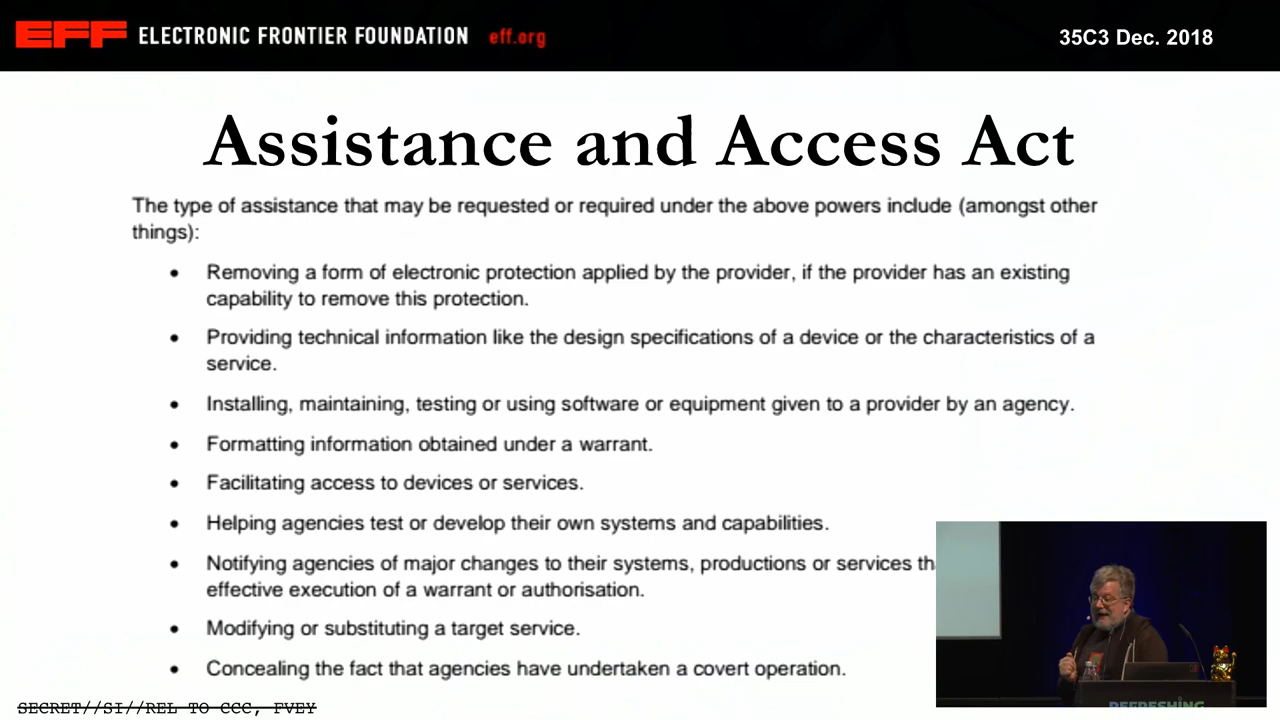 EFF ELECTRONIC FRONTIER FOUNDATION eff.org
35C3 Dec. 2018
Assistance and Access Act
The type of assistance that may be requested or required under the above powers include (amongst other
things):
• Removing a form of electronic protection applied by the provider, if the provider has an existing
capability to remove this protection.
• Providing technical information like the design specifications of a device or the characteristics of a
service.
• Installing, maintaining, testing or using software or equipment given to a provider by an agency.
• Formatting information obtained under a warrant.
• Facilitating access to devices or services.
• Helping agencies test or develop their own systems and capabilities.
• Notifying agencies of major changes to their systems, productions or services
effective execution of a warrant or authorisation.
• Modifying or substituting a target service.
• Concealing the fact that agencies have undertaken a covert operation.
SECRET//SI//REL TO CCC, FVEY
REFRESHING